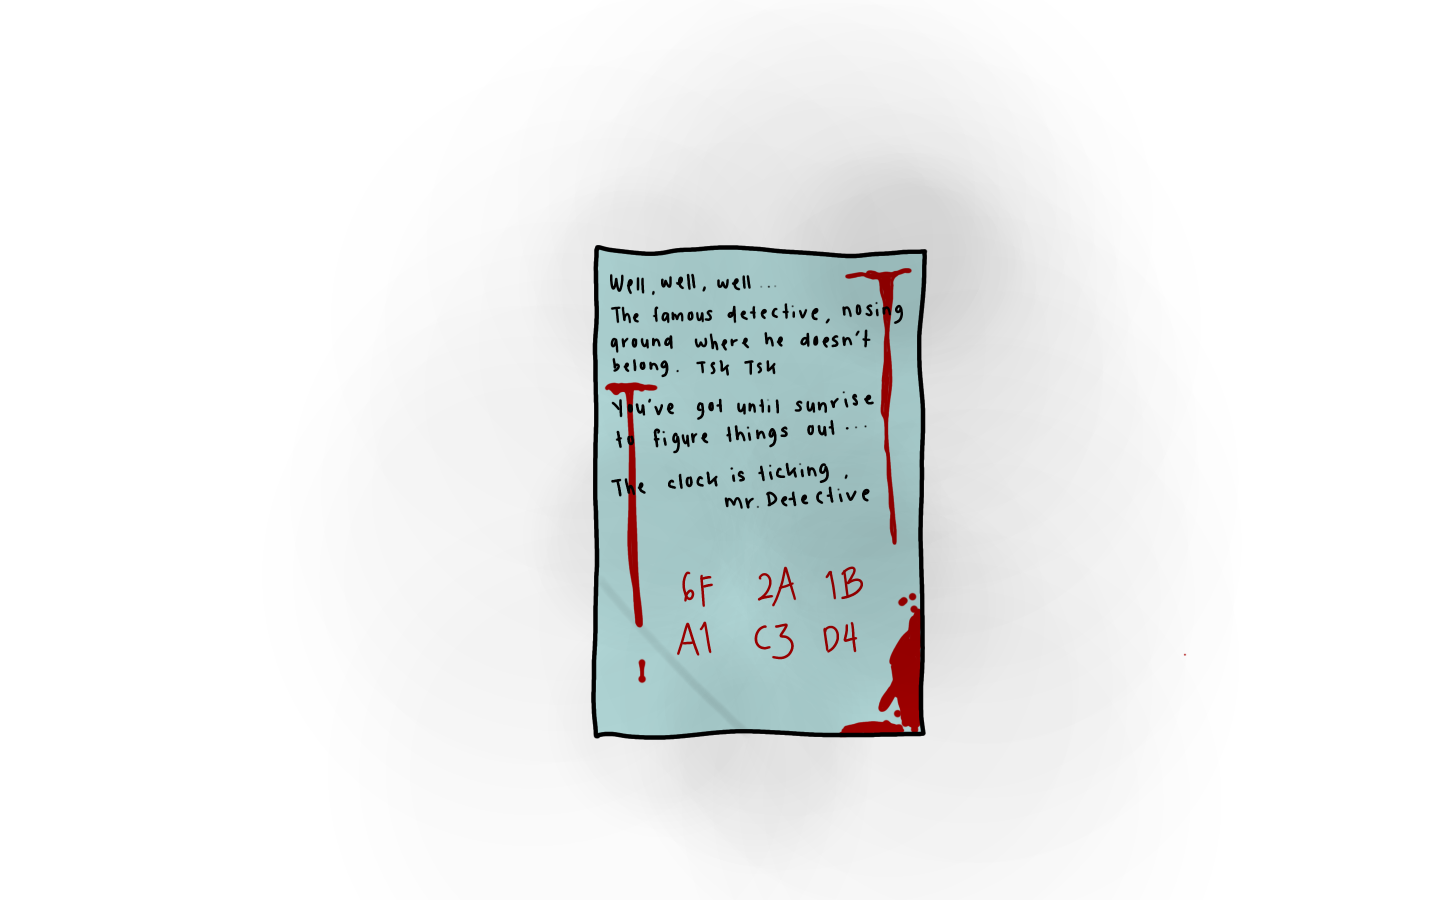 Well, well, well ...
The famous detective, nosing
around where he doesn't
belong. Tsk Tsk
You've got until sunrise
to figure things out ...
The clock is ticking,
mr. Detective
6F 2A 1B
A1 C3 D4